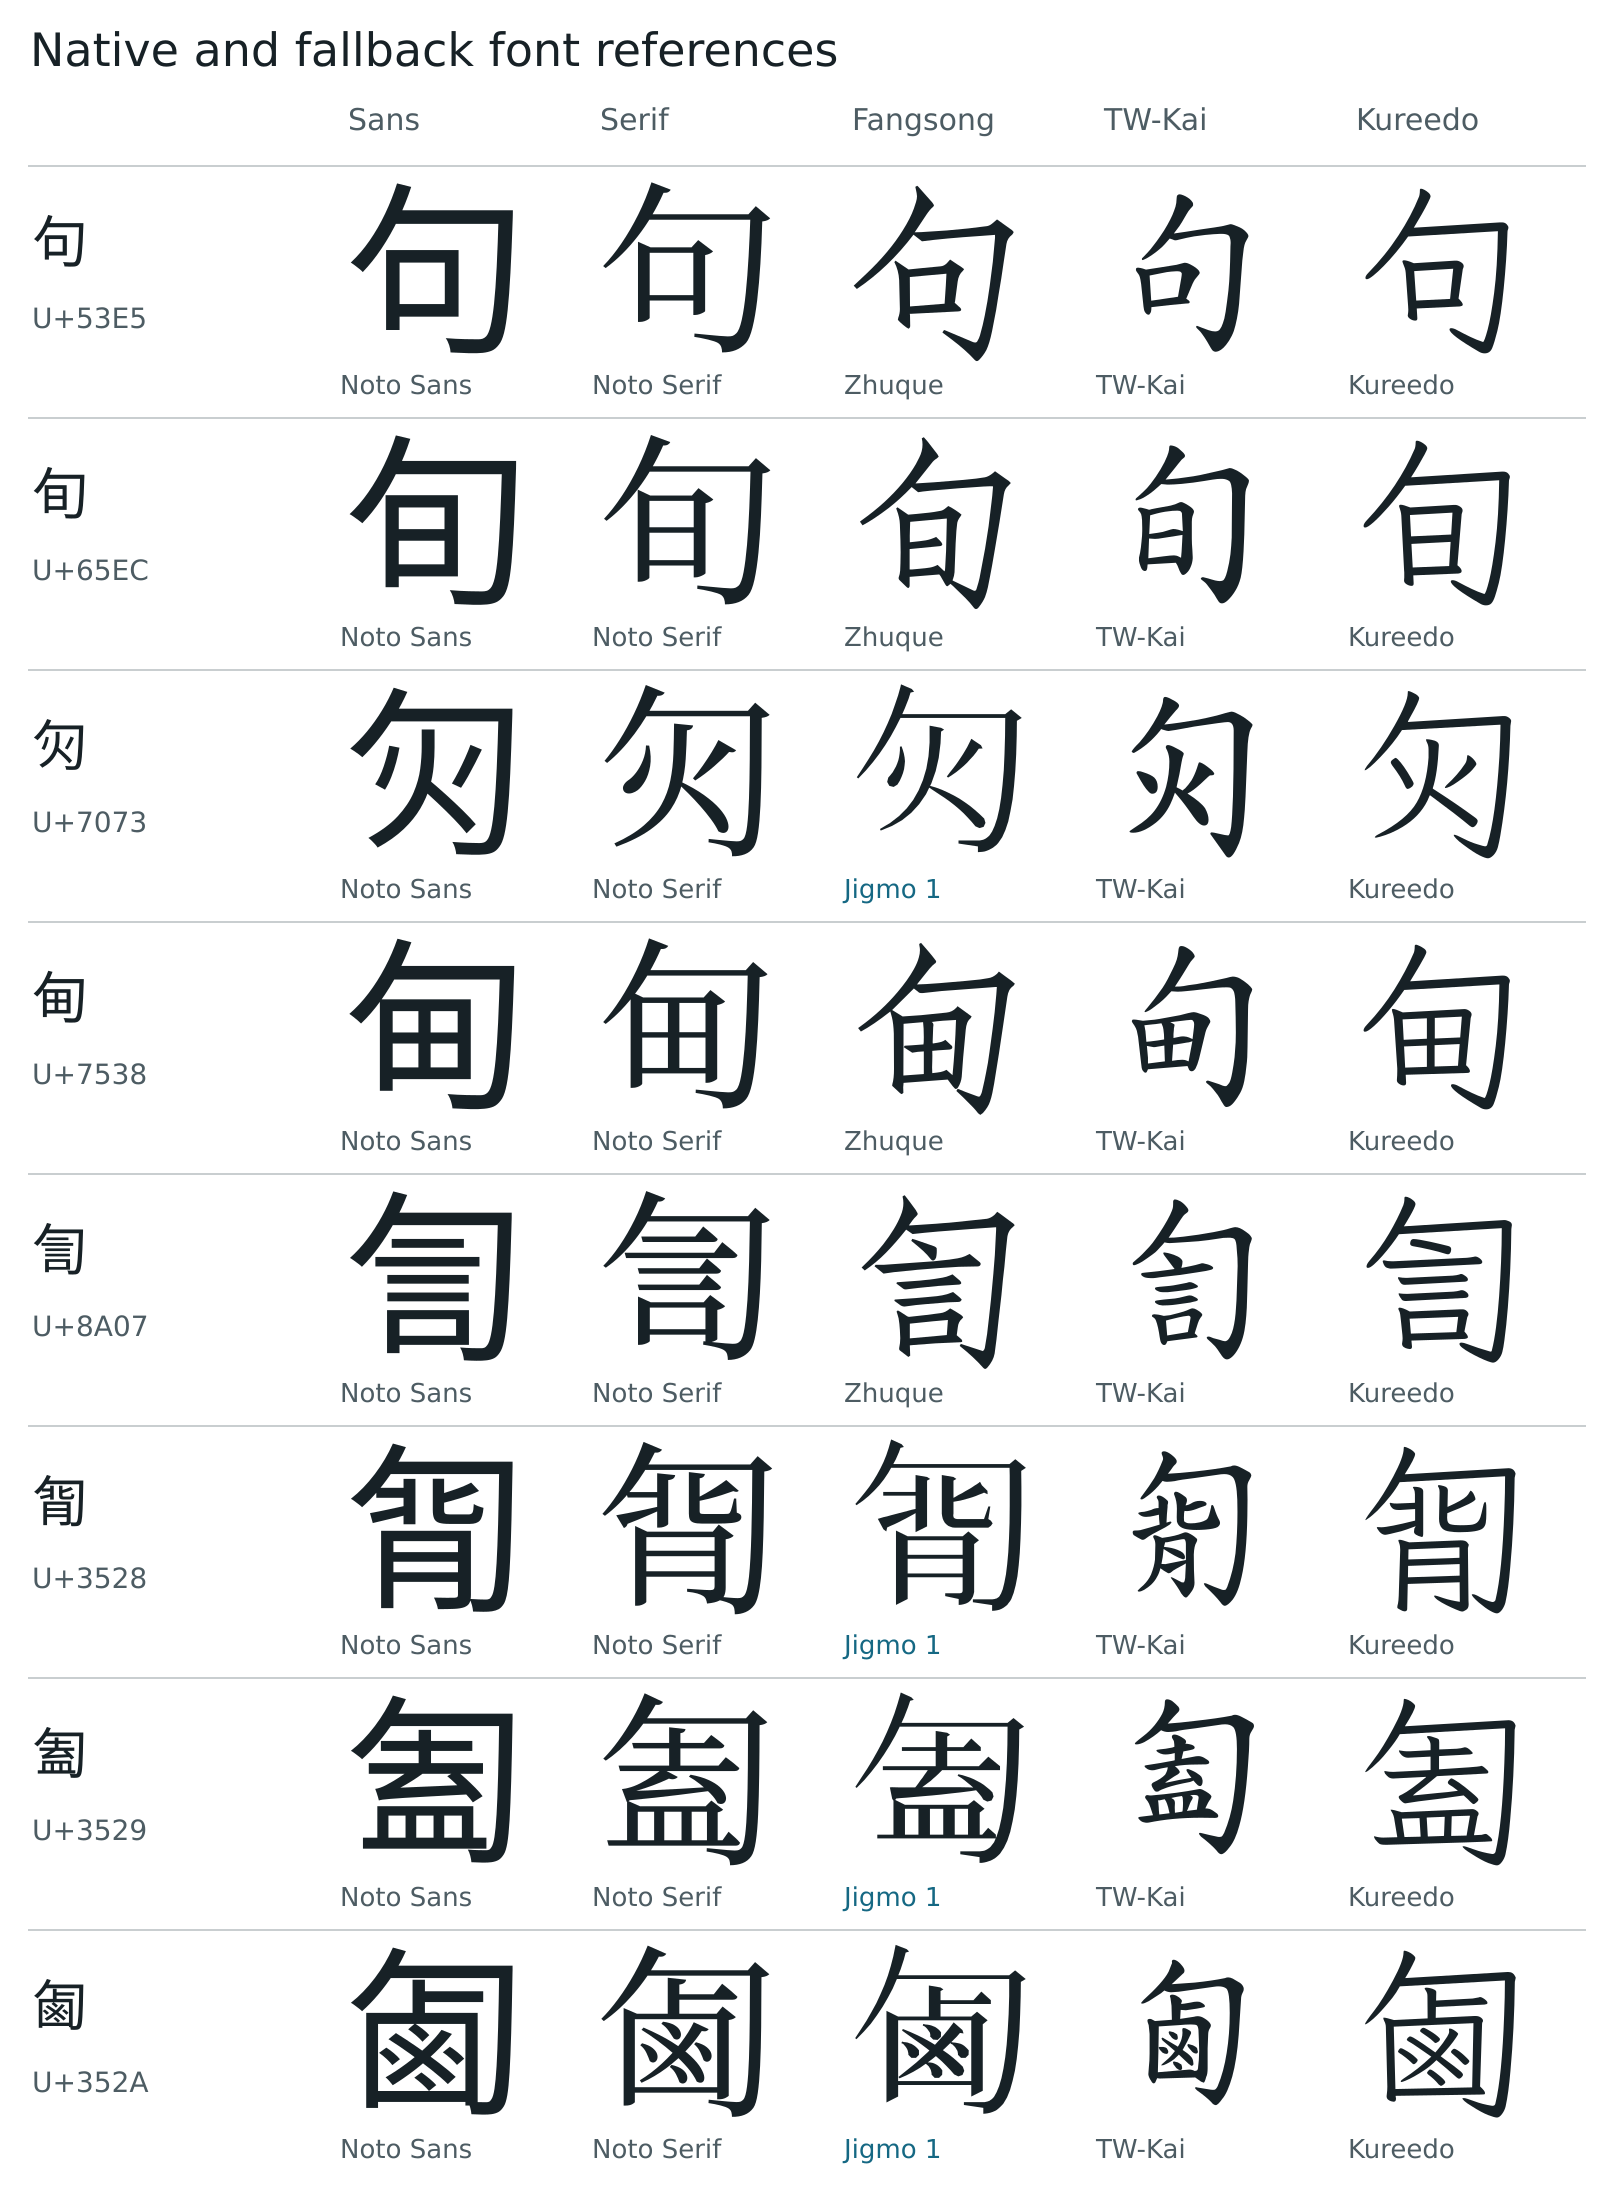 Native and fallback font references
Sans Serif Fangsong TW-Kai Kureedo
句 句 句 句 句 句
U+53E5
Noto Sans Noto Serif Zhuque TW-Kai Kureedo
旬 旬 旬 旬 旬 旬
U+65EC
Noto Sans Noto Serif Zhuque TW-Kai Kureedo
灳 灳 灳 灳 灳 灳
U+7073
Noto Sans Noto Serif Jigmo 1 TW-Kai Kureedo
甸 甸 甸 甸 甸 甸
U+7538
Noto Sans Noto Serif Zhuque TW-Kai Kureedo
訇 訇 訇 訇 訇 訇
U+8A07
Noto Sans Noto Serif Zhuque TW-Kai Kureedo
㔨 㔨 㔨 㔨 㔨 㔨
U+3528
Noto Sans Noto Serif Jigmo 1 TW-Kai Kureedo
㔩 㔩 㔩 㔩 㔩 㔩
U+3529
Noto Sans Noto Serif Jigmo 1 TW-Kai Kureedo
㔪 㔪 㔪 㔪 㔪 㔪
U+352A
Noto Sans Noto Serif Jigmo 1 TW-Kai Kureedo